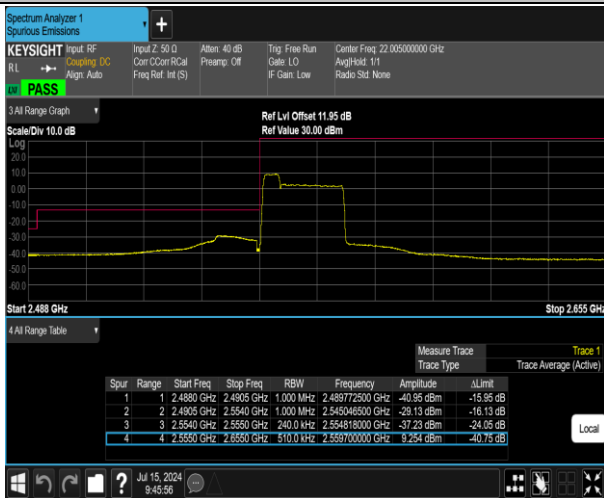 Spectrum Analyzer 1
Spurious Emissions
+
KEYSIGHT
RL
Input: RF
Coupling: DC
Align: Auto
Input Z: 50 Ω
Corr CCorr RCal
Freq Ref: Int (S)
Atten: 40 dB
Preamp: Off
Trig: Free Run
Gate: LO
IF Gain: Low
Center Freq: 22.005000000 GHz
Avg|Hold: 1/1
Radio Std: None
PASS
3 All Range Graph
Scale/Div 10.0 dB
Ref Lvl Offset 11.95 dB
Ref Value 30.00 dBm
Log
20.0
10.0
0.00
-10.0
-20.0
-30.0
-40.0
-50.0
-60.0
Start 2.488 GHz
Stop 2.655 GHz
4 All Range Table
Measure Trace Trace 1
Trace Type Trace Average (Active)
Spur Range Start Freq Stop Freq RBW Frequency Amplitude ΔLimit
1 1 2.4880 GHz 2.4905 GHz 1.000 MHz 2.489772500 GHz -40.95 dBm -15.95 dB
2 2 2.4905 GHz 2.5540 GHz 1.000 MHz 2.545046500 GHz -29.13 dBm -16.13 dB
3 3 2.5540 GHz 2.5550 GHz 240.0 kHz 2.554818000 GHz -37.23 dBm -24.05 dB
4 4 2.5550 GHz 2.6550 GHz 510.0 kHz 2.559700000 GHz 9.254 dBm -40.75 dB
Local
?
Jul 15, 2024
9:45:56